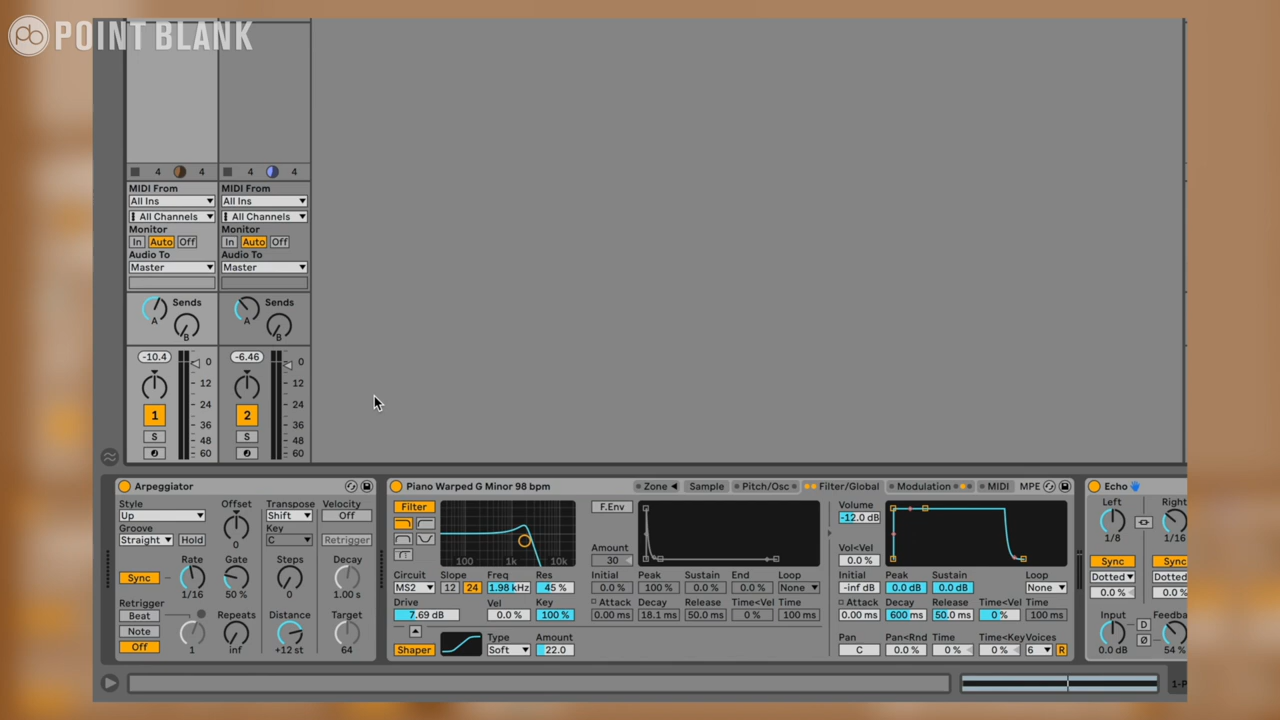 pb POINT BLANK
4 4 4 4
MIDI From MIDI From
All Ins All Ins
All Channels All Channels
Monitor Monitor
In Auto Off In Auto Off
Audio To Audio To
Master Master
Sends Sends
A A
B B
-10.4 0 -6.46 0
12 12
24 24
1 2
36 36
S S
48 48
60 60
Arpeggiator
Style Offset Transpose Velocity
Up Shift Off
Groove Key
Straight Hold 0 C Retrigger
Rate Gate Steps Decay
Sync
1/16 50 % 0 1.00 s
Retrigger Repeats Distance Target
Beat
Note
Off 1 inf +12 st 64
Piano Warped G Minor 98 bpm Zone Sample Pitch/Osc Filter/Global Modulation MIDI MPE
Filter F.Env Volume
-12.0 dB
100 1k 10k Amount Vol<Vel
30 0.0 %
Circuit Slope Freq Res Initial Peak Sustain End Loop Initial Peak Sustain Loop
MS2 12 24 1.98 kHz 45 % 0.0 % 100 % 0.0 % 0.0 % None -inf dB 0.0 dB 0.0 dB None
Drive Vel Key Attack Decay Release Time<Vel Time Attack Decay Release Time<Vel Time
7.69 dB 0.0 % 100 % 0.00 ms 18.1 ms 50.0 ms 0 % 100 ms 0.00 ms 600 ms 50.0 ms 0 % 100 ms
Type Amount Pan Pan<Rnd Time Time<Key Voices
Shaper Soft 22.0 C 0.0 % 0 % 0 % 6 R
Echo
Left Right
1/8 1/16
Sync Sync
Dotted Dotted
0.0 % 0.0 %
Input D
Ø
0.0 dB 54 %